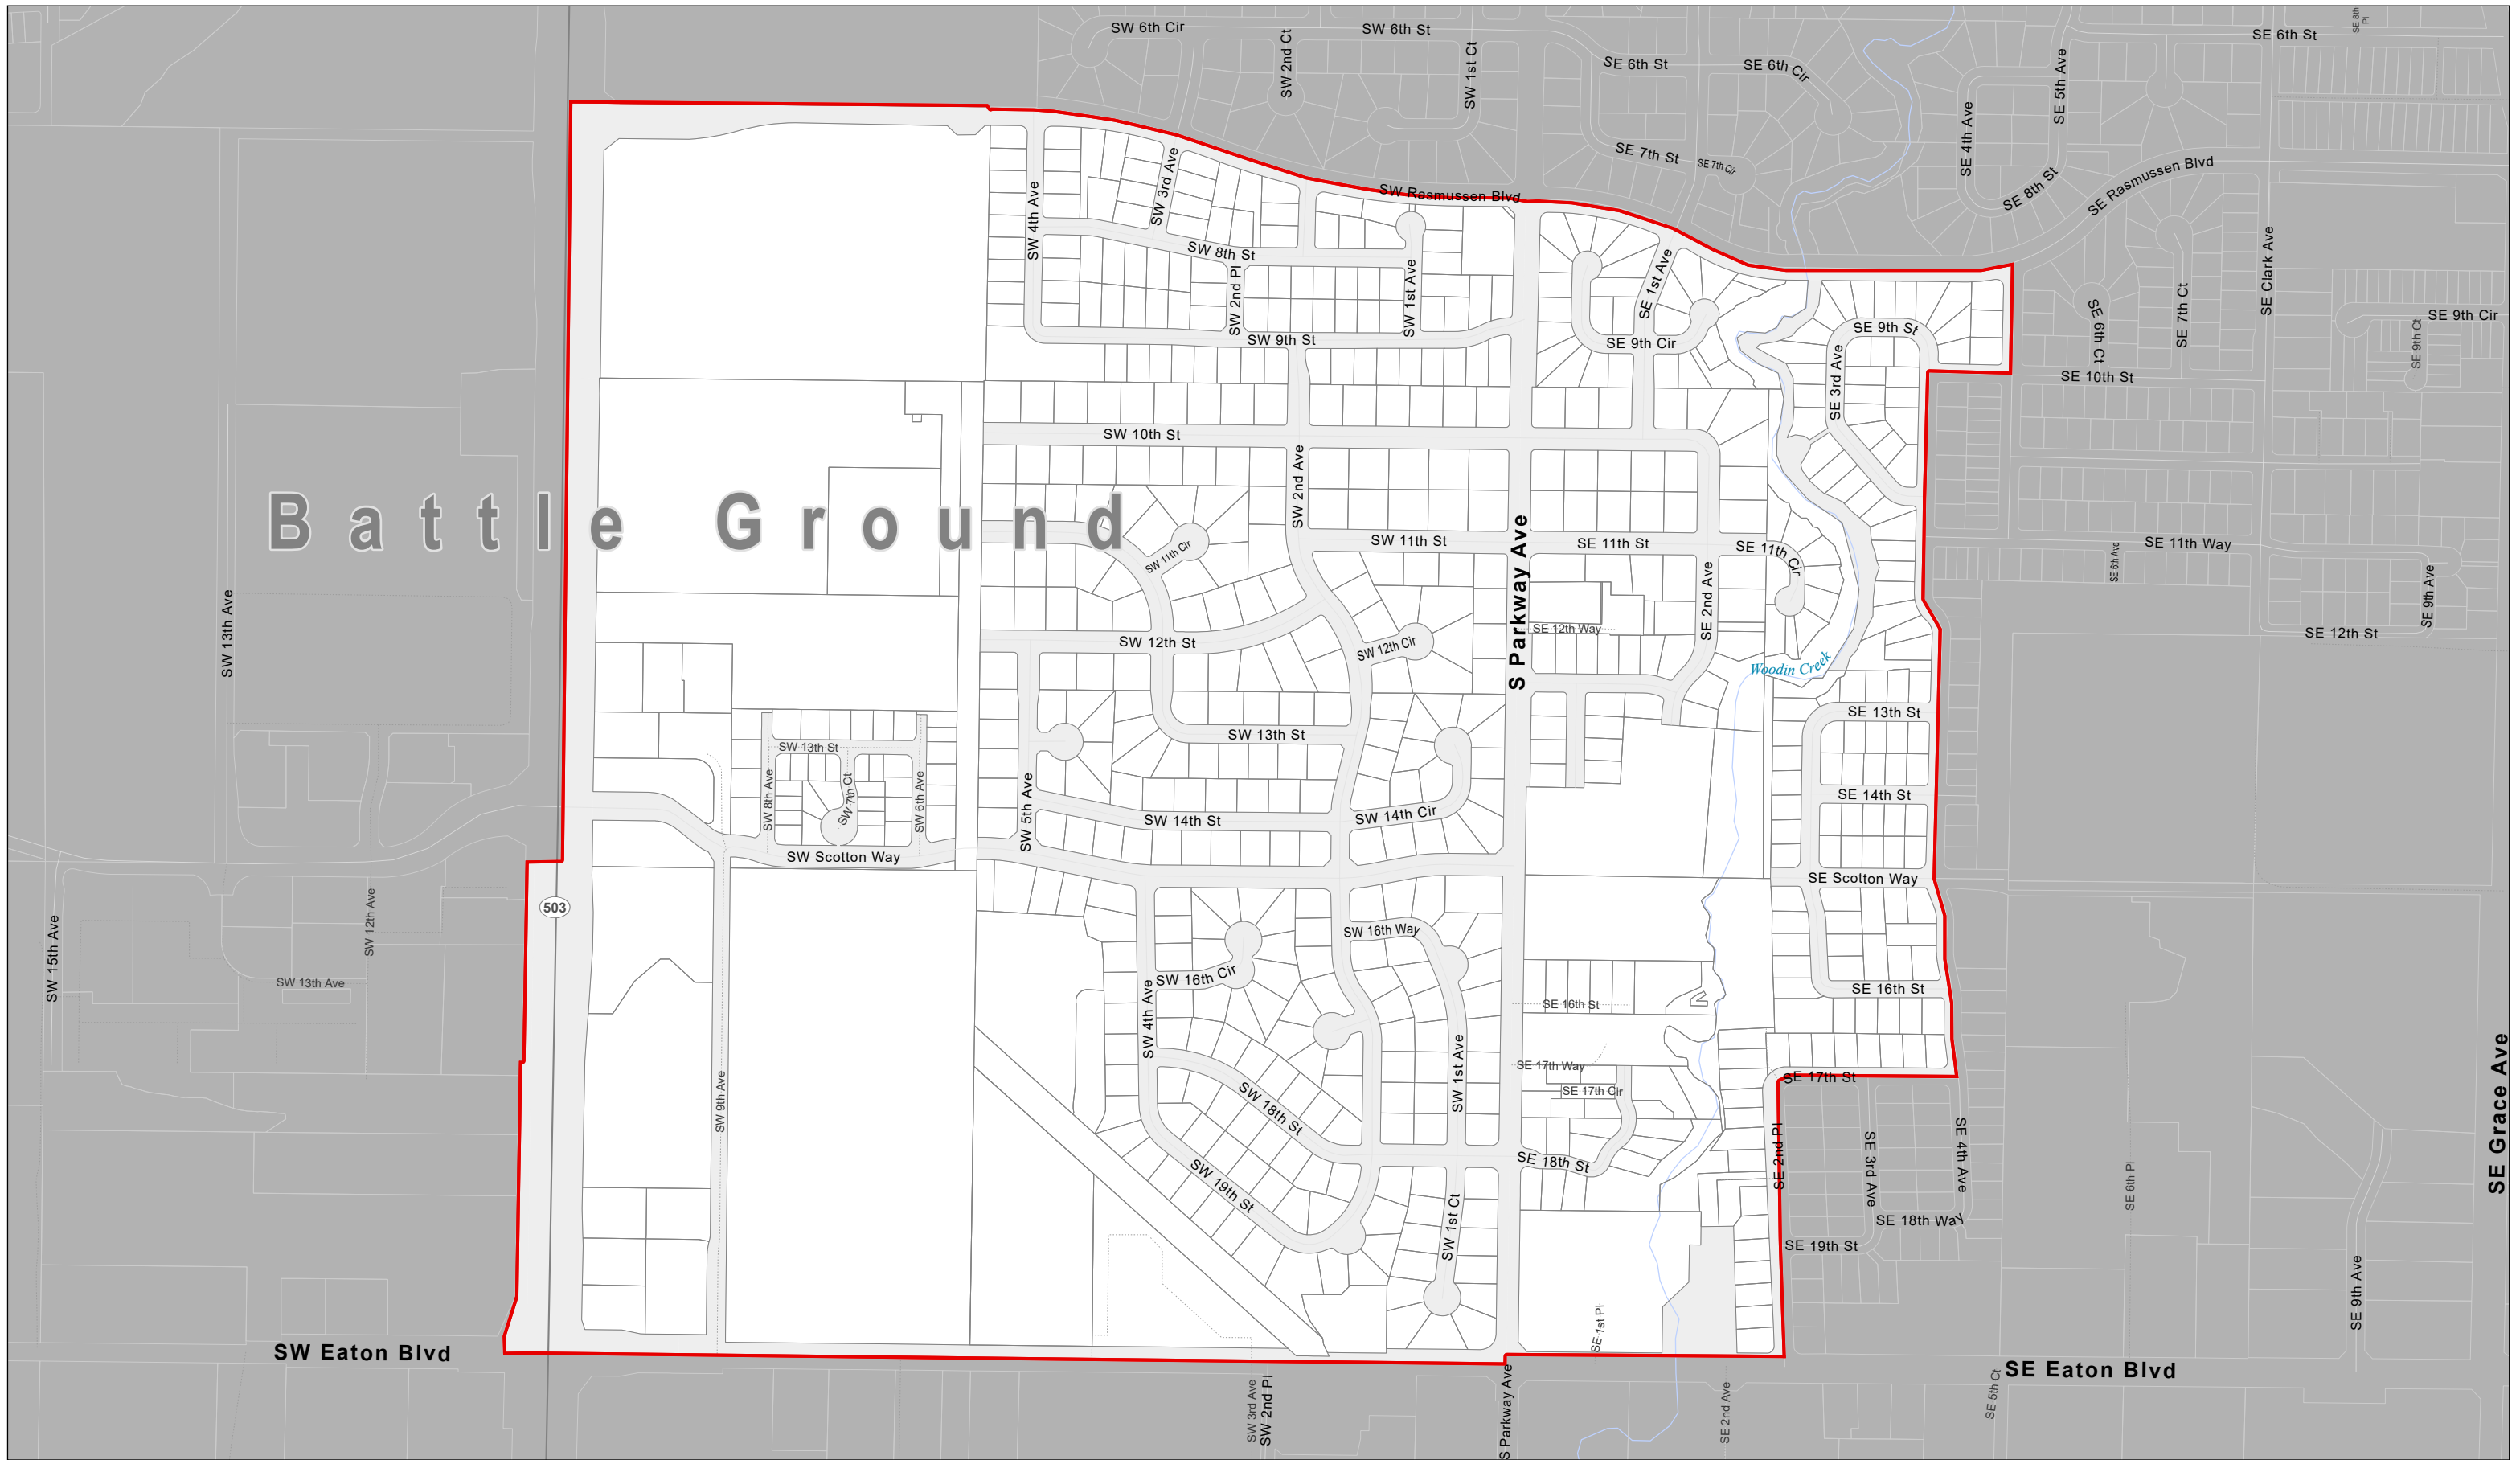 SW 6th Cir
SW 6th St
SE 6th St
SE 8th
Pl
SW 2nd Ct
SW 1st Ct
SE 6th St
SE 6th Cir
SE 5th Ave
SE 4th Ave
SE 7th St
SE 7th Cir
SE 8th St
SE Rasmussen Blvd
SW Rasmussen Blvd
SW 3rd Ave
SW 4th Ave
SW 8th St
SW 2nd Pl
SW 1st Ave
SE 1st Ave
SE Clark Ave
SE 6th Ct
SE 7th Ct
SE 9th Cir
SE 9th Ct
SW 9th St
SE 9th Cir
SE 9th St
SE 3rd Ave
SE 10th St
SW 10th St
SW 2nd Ave
Battle Ground
S Parkway Ave
SW 11th Cir
SW 11th St
SE 11th St
SE 11th Cir
SE 11th Way
SE 6th Ave
SE 9th Ave
SE 2nd Ave
SW 13th Ave
SW 12th St
SW 12th Cir
SE 12th Way
SE 12th St
Woodin Creek
SE 13th St
SW 13th St
SW 13th St
SW 8th Ave
SW 7th Ct
SW 6th Ave
SW 5th Ave
SW 14th St
SW 14th Cir
SE 14th St
SW Scotton Way
SE Scotton Way
503
SW 12th Ave
SW 15th Ave
SW 13th Ave
SW 16th Way
SW 16th Cir
SE 16th St
SE 16th St
SW 4th Ave
SW 1st Ave
SE 17th Way
SE 17th Cir
SE 17th St
SW 9th Ave
SW 18th St
SE 18th St
SE 2nd Pl
SE 3rd Ave
SE 4th Ave
SE 6th Pl
SE Grace Ave
SW 19th St
SW 1st Ct
SE 18th Way
SE 19th St
SE 9th Ave
SE 1st Pl
SW Eaton Blvd
SE Eaton Blvd
SW 3rd Ave
SW 2nd Pl
S Parkway Ave
SE 2nd Ave
SE 5th Ct